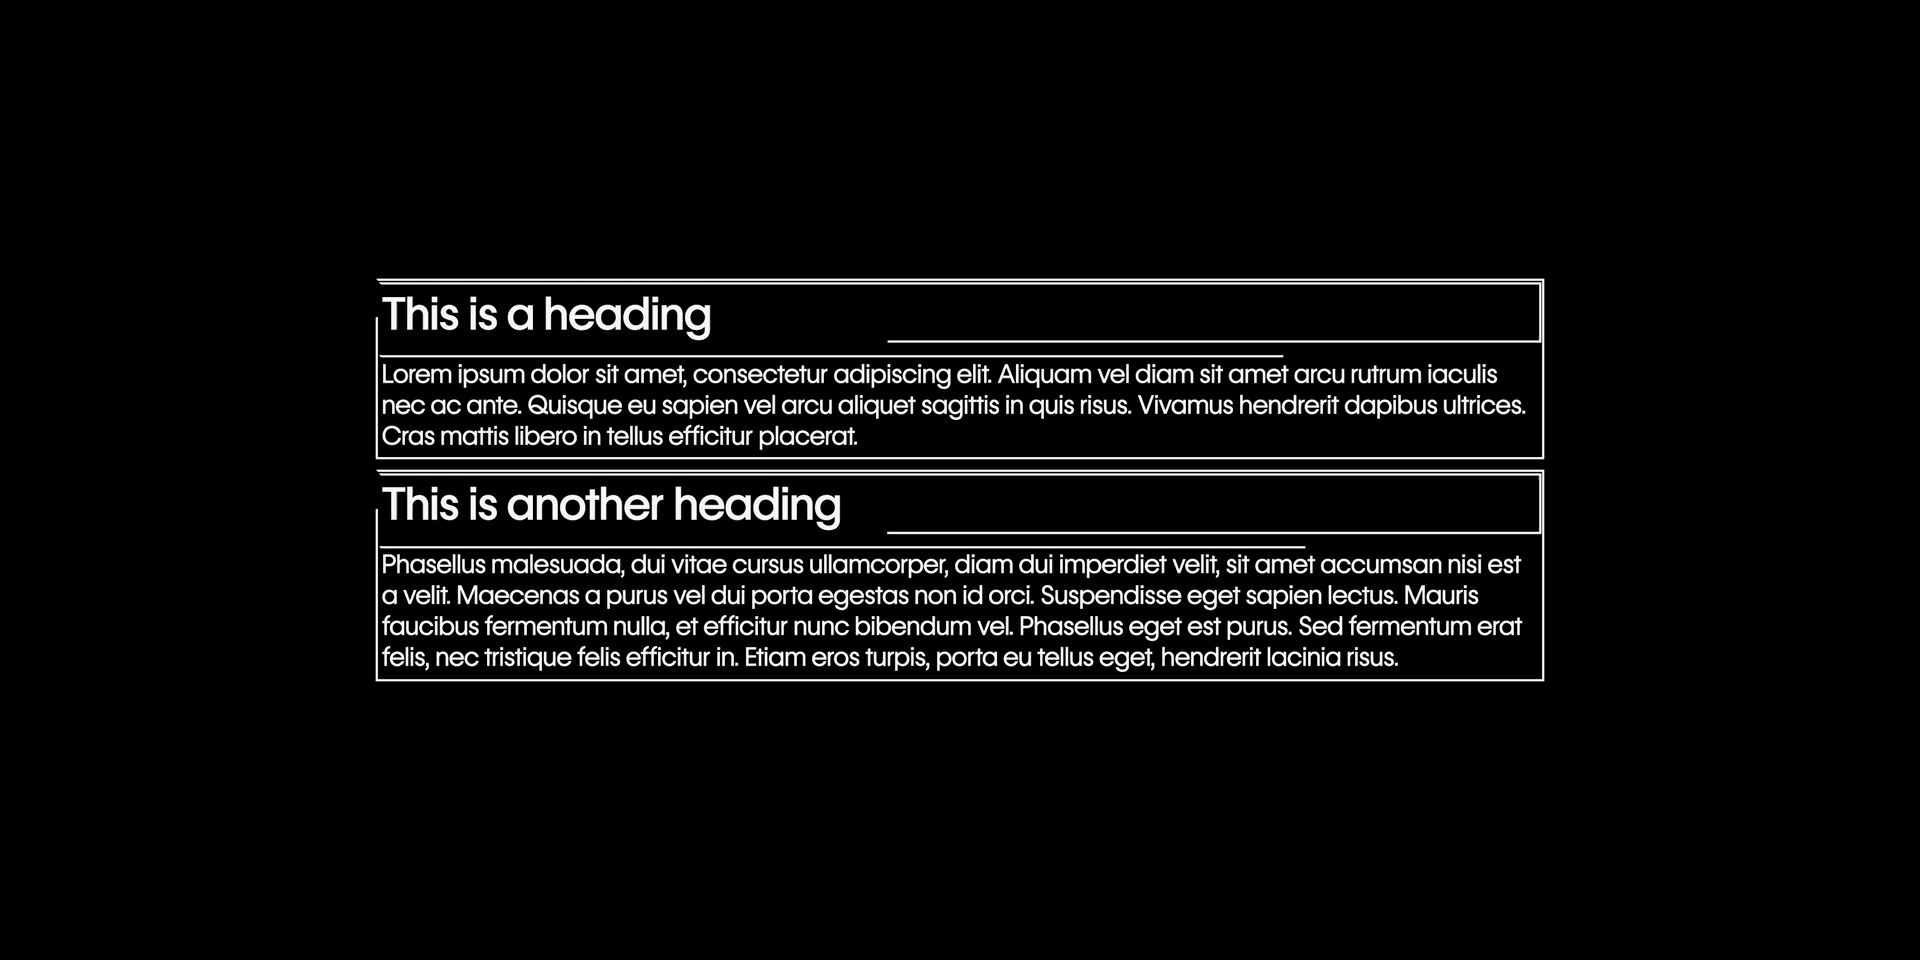 This is a heading
Lorem ipsum dolor sit amet, consectetur adipiscing elit. Aliquam vel diam sit amet arcu rutrum iaculis
nec ac ante. Quisque eu sapien vel arcu aliquet sagittis in quis risus. Vivamus hendrerit dapibus ultrices.
Cras mattis libero in tellus efficitur placerat.
This is another heading
Phasellus malesuada, dui vitae cursus ullamcorper, diam dui imperdiet velit, sit amet accumsan nisi est
a velit. Maecenas a purus vel dui porta egestas non id orci. Suspendisse eget sapien lectus. Mauris
faucibus fermentum nulla, et efficitur nunc bibendum vel. Phasellus eget est purus. Sed fermentum erat
felis, nec tristique felis efficitur in. Etiam eros turpis, porta eu tellus eget, hendrerit lacinia risus.